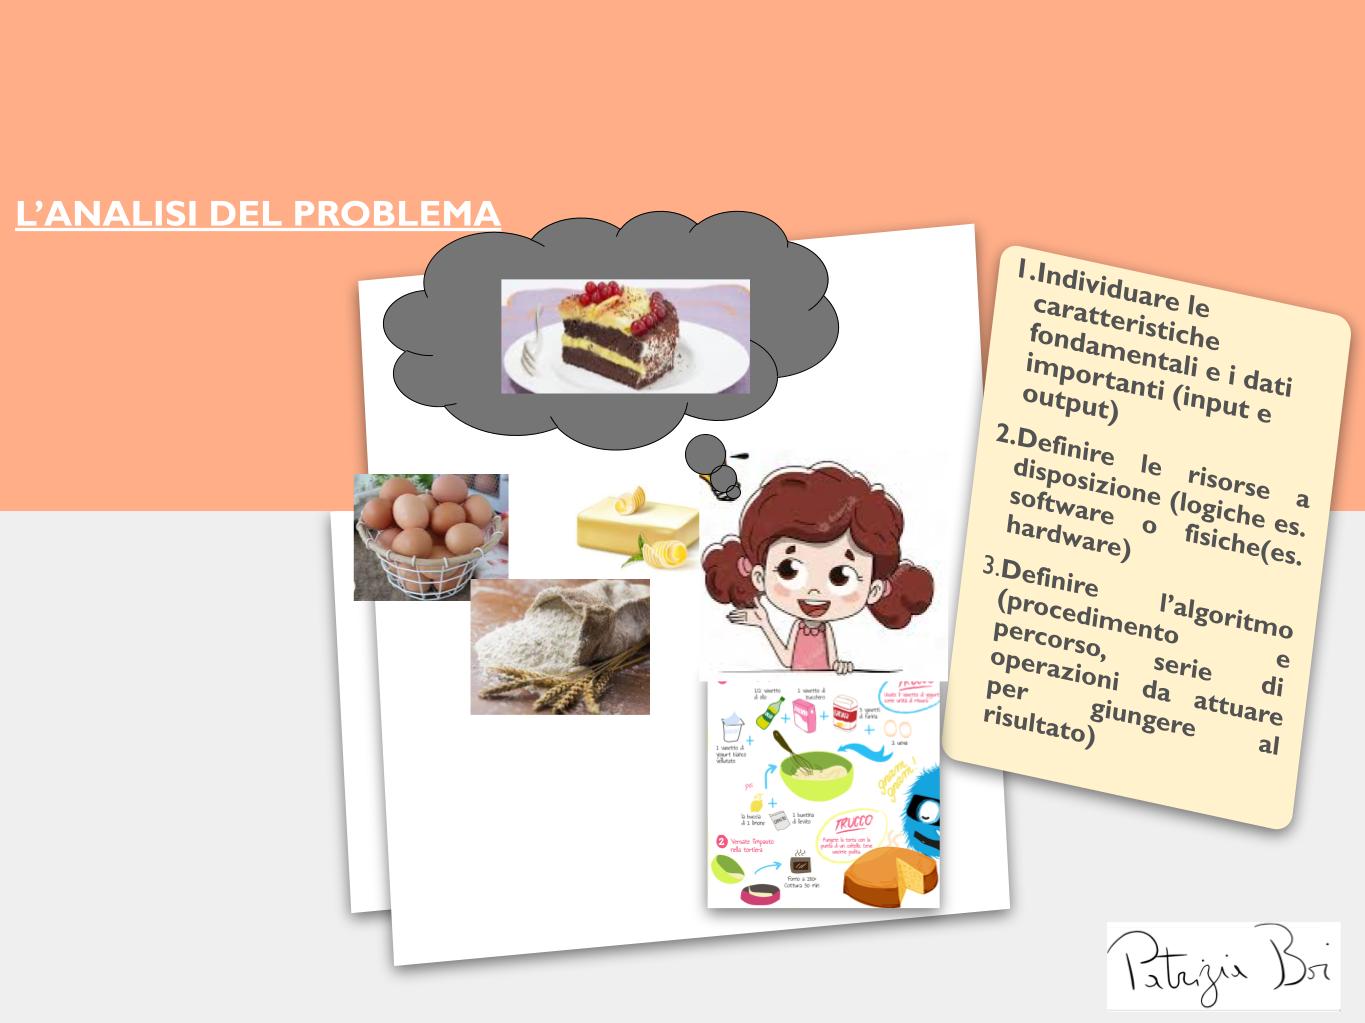 L’ANALISI DEL PROBLEMA
1.Individuare le
caratteristiche
fondamentali e i dati
importanti (input e
output)
2.Definire le risorse a
disposizione (logiche es.
software o fisiche(es.
hardware)
3.Definire l’algoritmo
(procedimento e
percorso, serie di
operazioni da attuare
per giungere al
risultato)
TRUCCO
1/2 vasetto
di olio
1 vasetto di
zucchero
3 vasetti
di farina
3 uova
1 vasetto di
yogurt bianco
vellutato
gnam
gnam!
poi
la buccia
di 1 limone
1 bustina
di lievito
TRUCCO
2 Versate l'impasto
nella tortiera
Forno a 180°
Cottura 30 min
Patrizia Boi